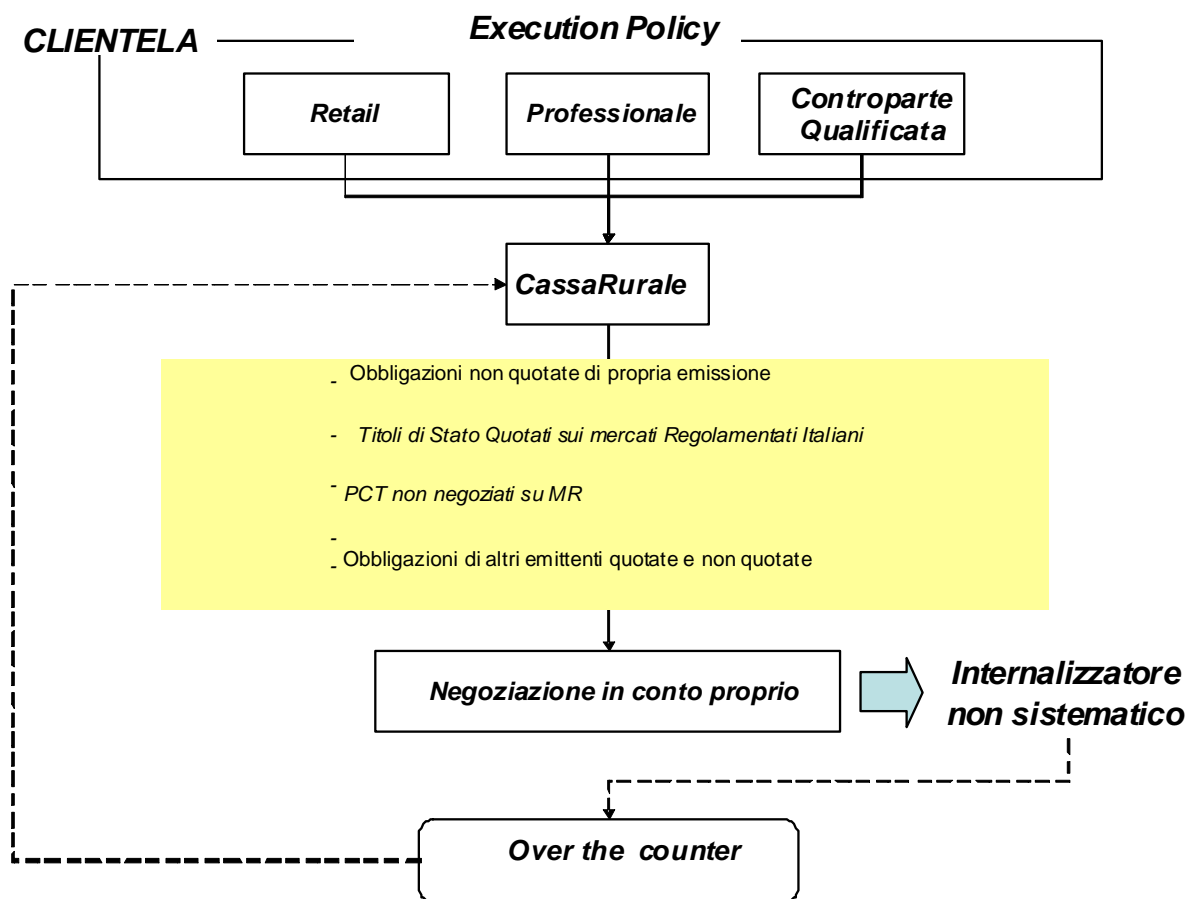 Execution Policy
CLIENTELA
Retail
Professionale
Controparte
Qualificata
CassaRurale
- Obbligazioni non quotate di propria emissione
- Titoli di Stato Quotati sui mercati Regolamentati Italiani
- PCT non negoziati su MR
-
- Obbligazioni di altri emittenti quotate e non quotate
Negoziazione in conto proprio
Internalizzatore
non sistematico
Over the counter